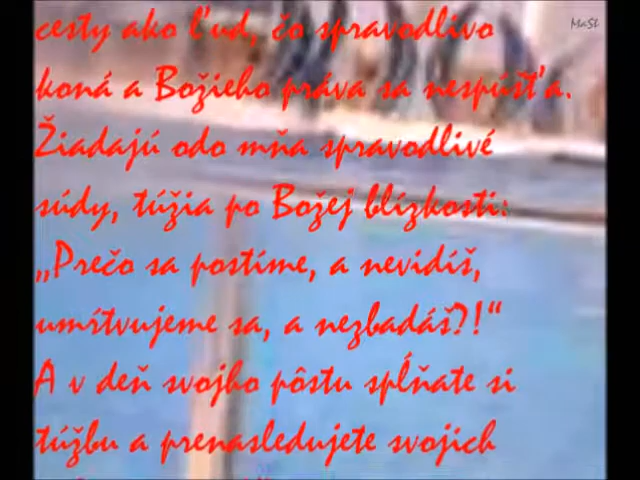 cesty ako ľud, čo spravodlivo
MaSt
koná a Božieho práva sa nespúšťa.
Žiadajú odo mňa spravodlivé
súdy, túžia po Božej blízkosti:
„Prečo sa postíme, a nevidíš,
umŕtvujeme sa, a nezbadáš?!“
A v deň svojho pôstu spĺňate si
túžbu a prenasledujete svojich